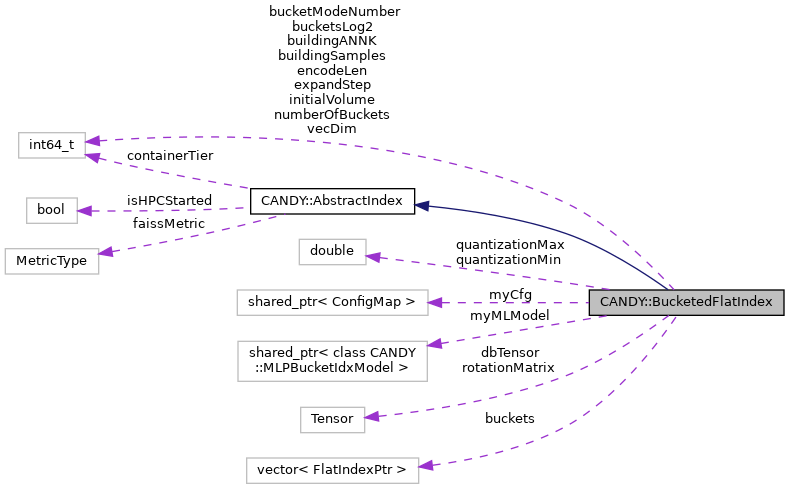 bucketModeNumber
bucketsLog2
buildingANNK
buildingSamples
encodeLen
expandStep
initialVolume
numberOfBuckets
vecDim
int64_t
containerTier
bool
isHPCStarted
CANDY::AbstractIndex
faissMetric
MetricType
double
quantizationMax
quantizationMin
shared_ptr< ConfigMap >
myCfg
CANDY::BucketedFlatIndex
myMLModel
shared_ptr< class CANDY
::MLPBucketIdxModel >
dbTensor
rotationMatrix
Tensor
buckets
vector< FlatIndexPtr >